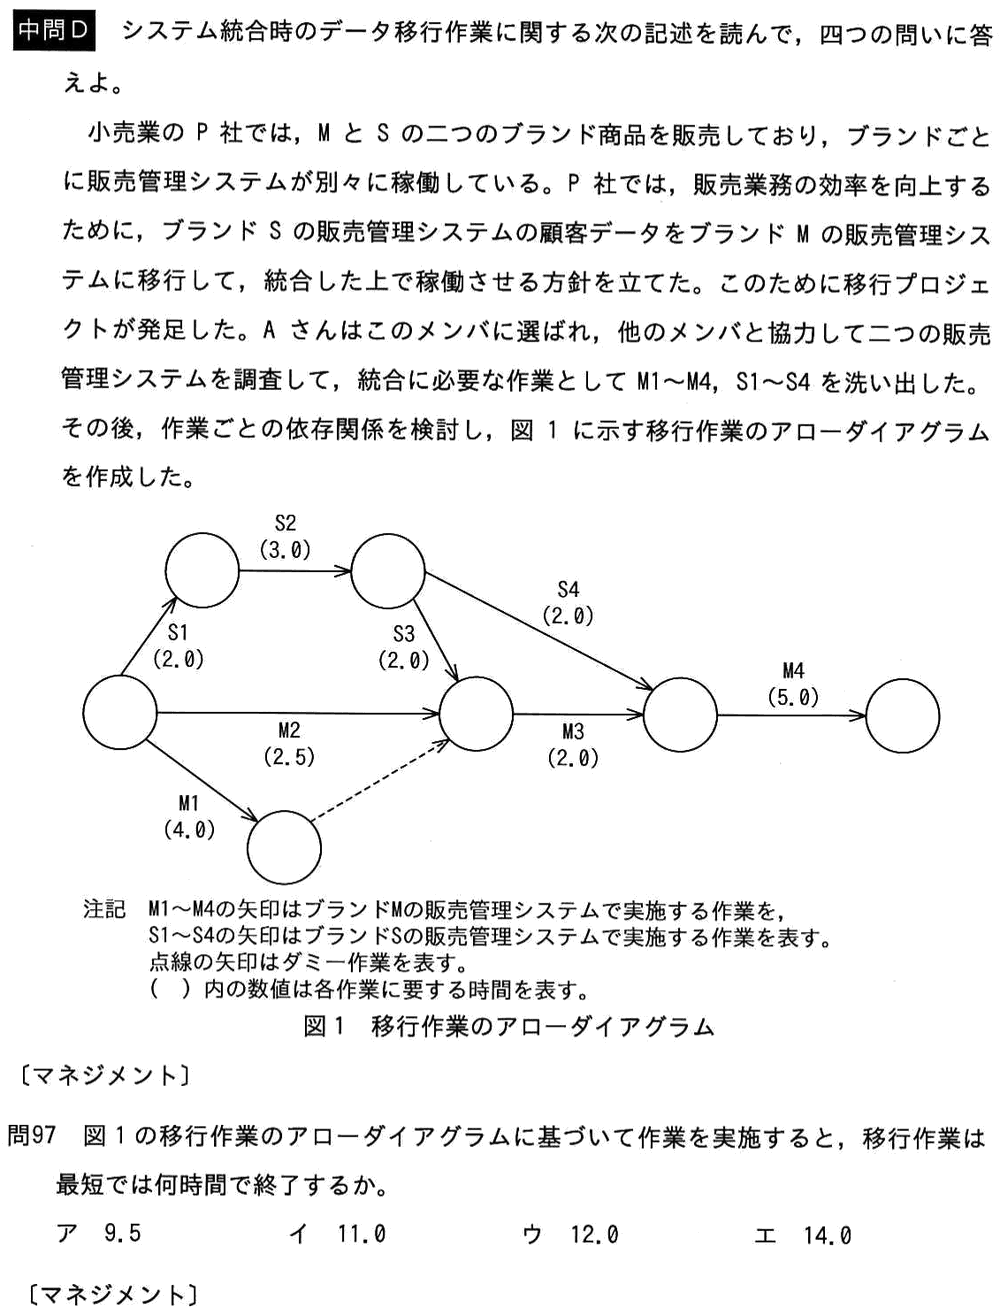 中問D　システム統合時のデータ移行作業に関する次の記述を読んで，四つの問いに答
えよ。
小売業の P 社では，M と S の二つのブランド商品を販売しており，ブランドごと
に販売管理システムが別々に稼働している。P 社では，販売業務の効率を向上する
ために，ブランド S の販売管理システムの顧客データをブランド M の販売管理シス
テムに移行して，統合した上で稼働させる方針を立てた。このために移行プロジェ
クトが発足した。A さんはこのメンバに選ばれ，他のメンバと協力して二つの販売
管理システムを調査して，統合に必要な作業として M1～M4，S1～S4 を洗い出した。
その後，作業ごとの依存関係を検討し，図 1 に示す移行作業のアローダイアグラム
を作成した。
S2
(3.0)
S4
(2.0)
S1
(2.0)
S3
(2.0)
M4
(5.0)
M2
(2.5)
M3
(2.0)
M1
(4.0)
注記　M1～M4の矢印はブランドMの販売管理システムで実施する作業を，
S1～S4の矢印はブランドSの販売管理システムで実施する作業を表す。
点線の矢印はダミー作業を表す。
(　) 内の数値は各作業に要する時間を表す。
図1　移行作業のアローダイアグラム
〔マネジメント〕
問97　図1の移行作業のアローダイアグラムに基づいて作業を実施すると，移行作業は
最短では何時間で終了するか。
ア　9.5　イ　11.0　ウ　12.0　エ　14.0
〔マネジメント〕